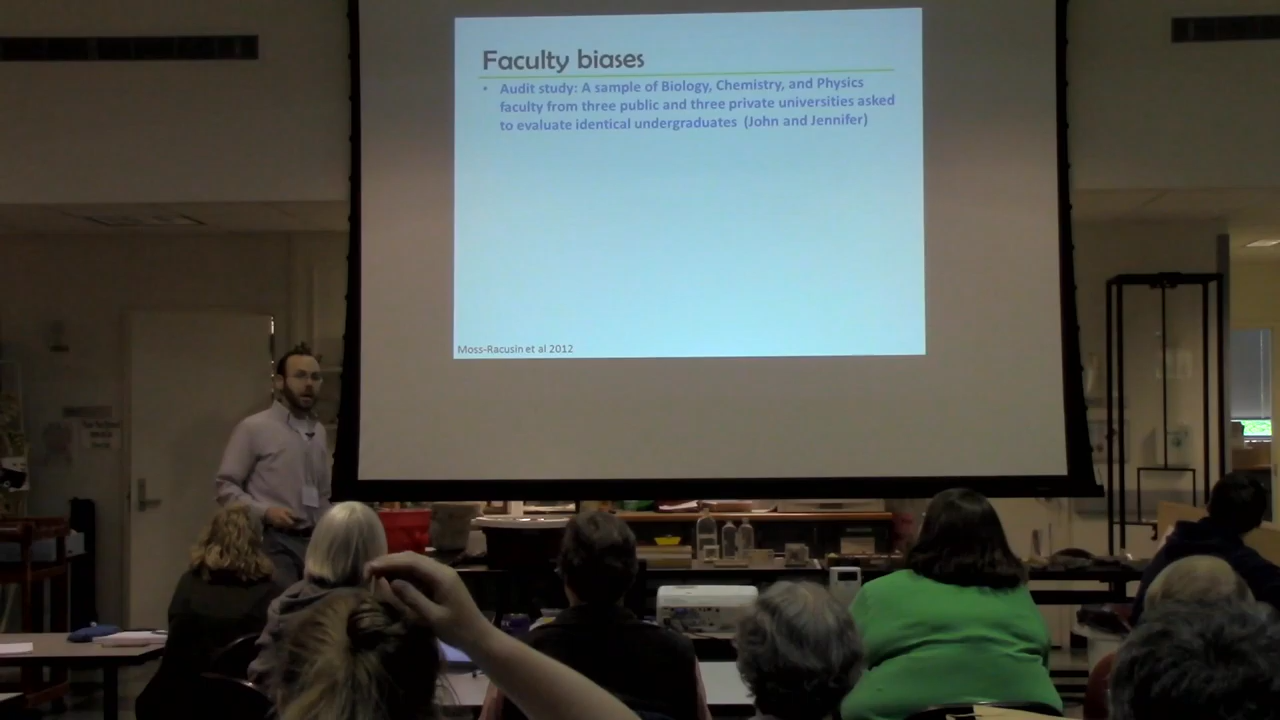 Faculty biases
• Audit study: A sample of Biology, Chemistry, and Physics
faculty from three public and three private universities asked
to evaluate identical undergraduates (John and Jennifer)
Moss-Racusin et al 2012